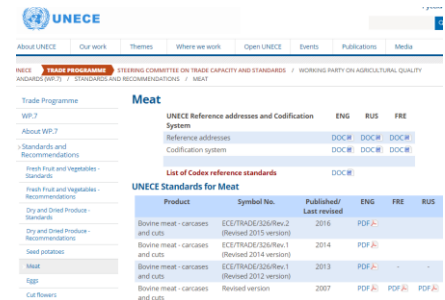 UNECE
About UNECE Our work Themes Where we work Open UNECE Events Publications Media
NECE TRADE PROGRAMME STEERING COMMITTEE ON TRADE CAPACITY AND STANDARDS / WORKING PARTY ON AGRICULTURAL QUALITY
ANDARDS (WP.7) / STANDARDS AND RECOMMENDATIONS / MEAT
Trade Programme
WP.7
About WP.7
Standards and
Recommendations
Fresh Fruit and Vegetables -
Standards
Fresh Fruit and Vegetables -
Recommendations
Dry and Dried Produce -
Standards
Dry and Dried Produce -
Recommendations
Seed potatoes
Meat
Eggs
Cut flowers
Meat
UNECE Reference addresses and Codification ENG RUS FRE
System
Reference addresses DOC DOC DOC
Codification system DOC DOC DOC
List of Codex reference standards DOC
UNECE Standards for Meat
Product Symbol No. Published/ ENG FRE RUS
Last revised
Bovine meat - carcases ECE/TRADE/326/Rev.2 2016 PDF
and cuts (Revised 2015 version)
Bovine meat - carcases ECE/TRADE/326/Rev.1 2014 PDF
and cuts (Revised 2014 version)
Bovine meat - carcases ECE/TRADE/326/Rev.1 2013 PDF - -
and cuts (Revised 2012 version)
Bovine meat - carcases Revised version 2007 PDF PDF PDF
and cuts